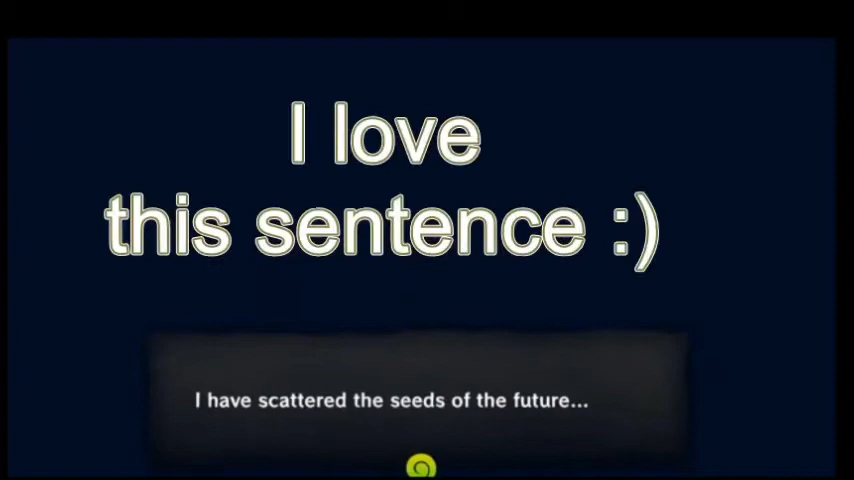 I love
this sentence :)
I have scattered the seeds of the future...